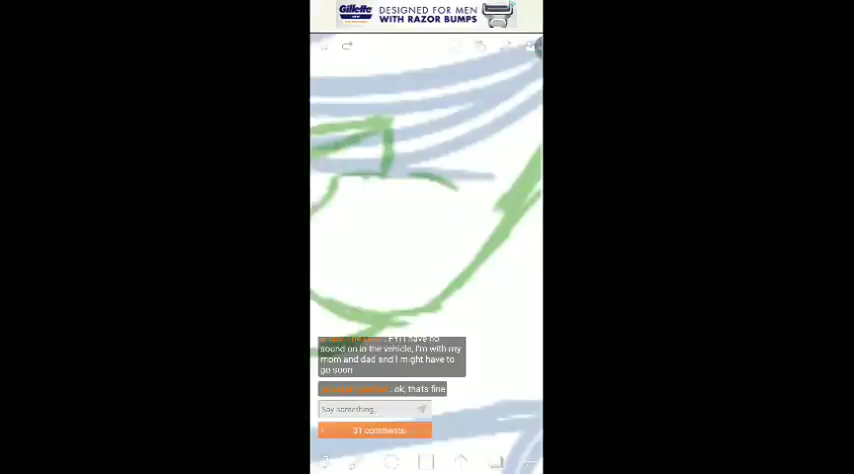 Gillette
DESIGNED FOR MEN
WITH RAZOR BUMPS
: FYI I have no
sound on in the vehicle, I'm with my
mom and dad and I might have to
go soon
: ok, thats fine
Say something...
31 comments